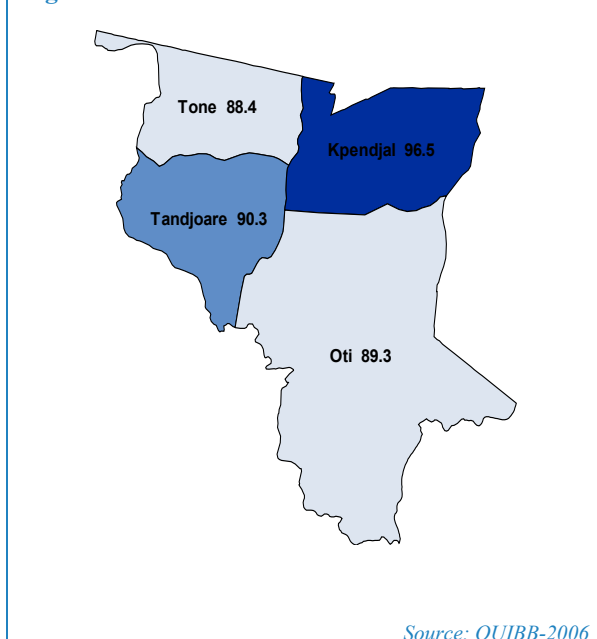 Tone 88.4
Kpendjal 96.5
Tandjoare 90.3
Oti 89.3
Source: QUIBB-2006